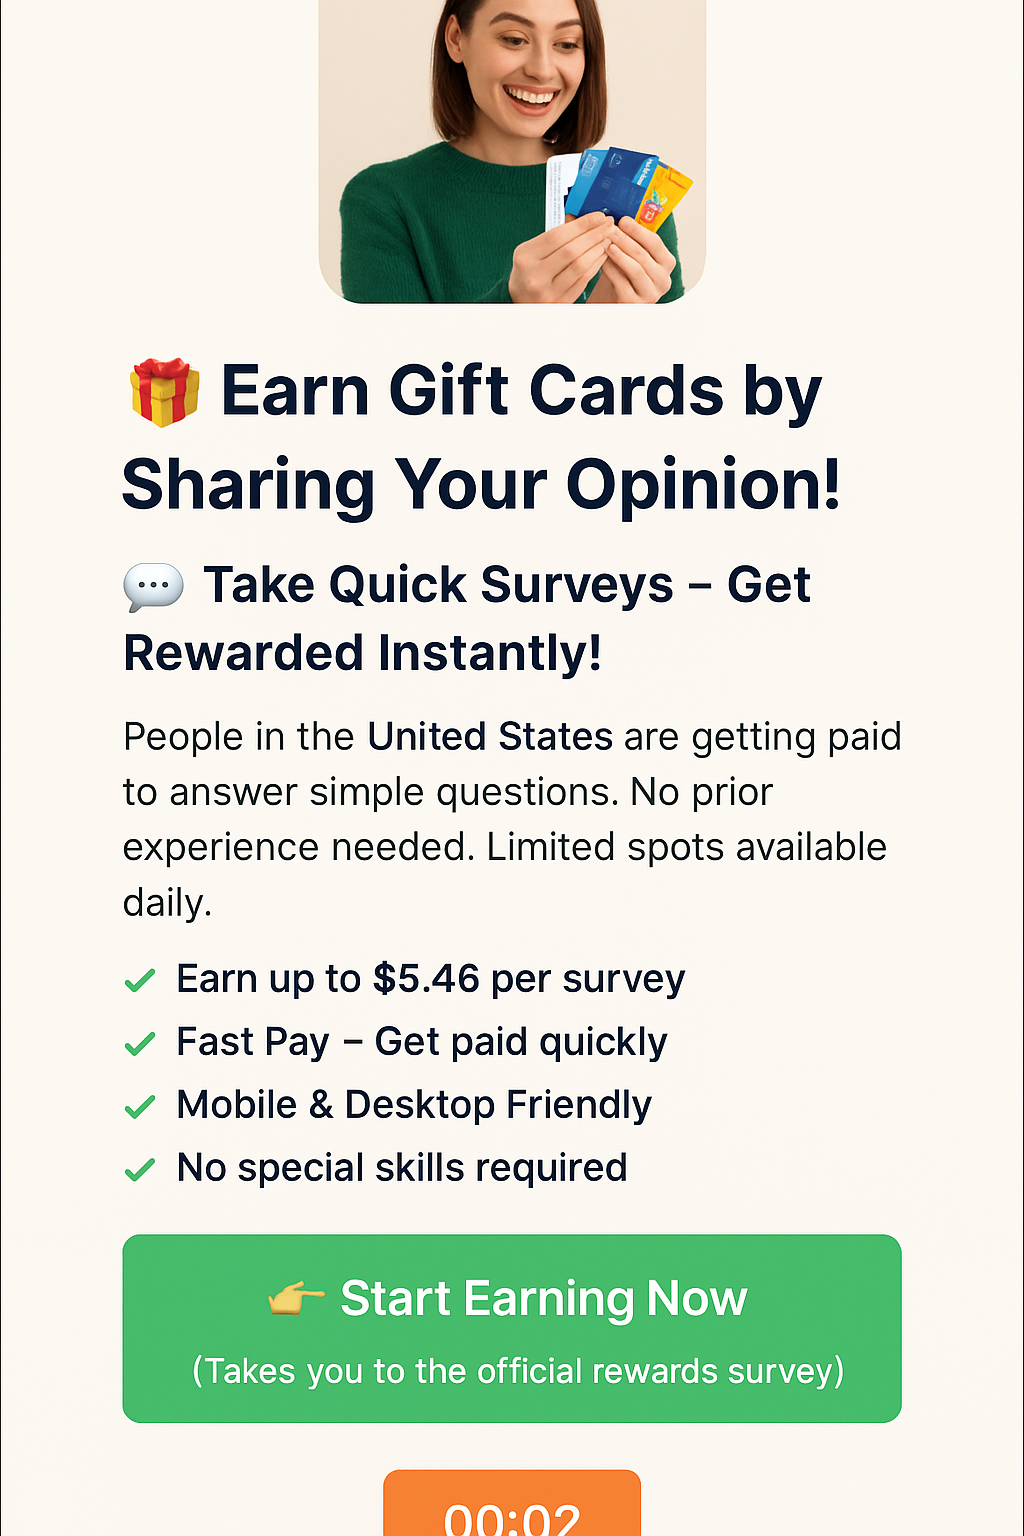 🎁 Earn Gift Cards by
Sharing Your Opinion!
💬 Take Quick Surveys – Get
Rewarded Instantly!
People in the United States are getting paid
to answer simple questions. No prior
experience needed. Limited spots available
daily.
✓ Earn up to $5.46 per survey
✓ Fast Pay – Get paid quickly
✓ Mobile & Desktop Friendly
✓ No special skills required
👉 Start Earning Now
(Takes you to the official rewards survey)
00:02